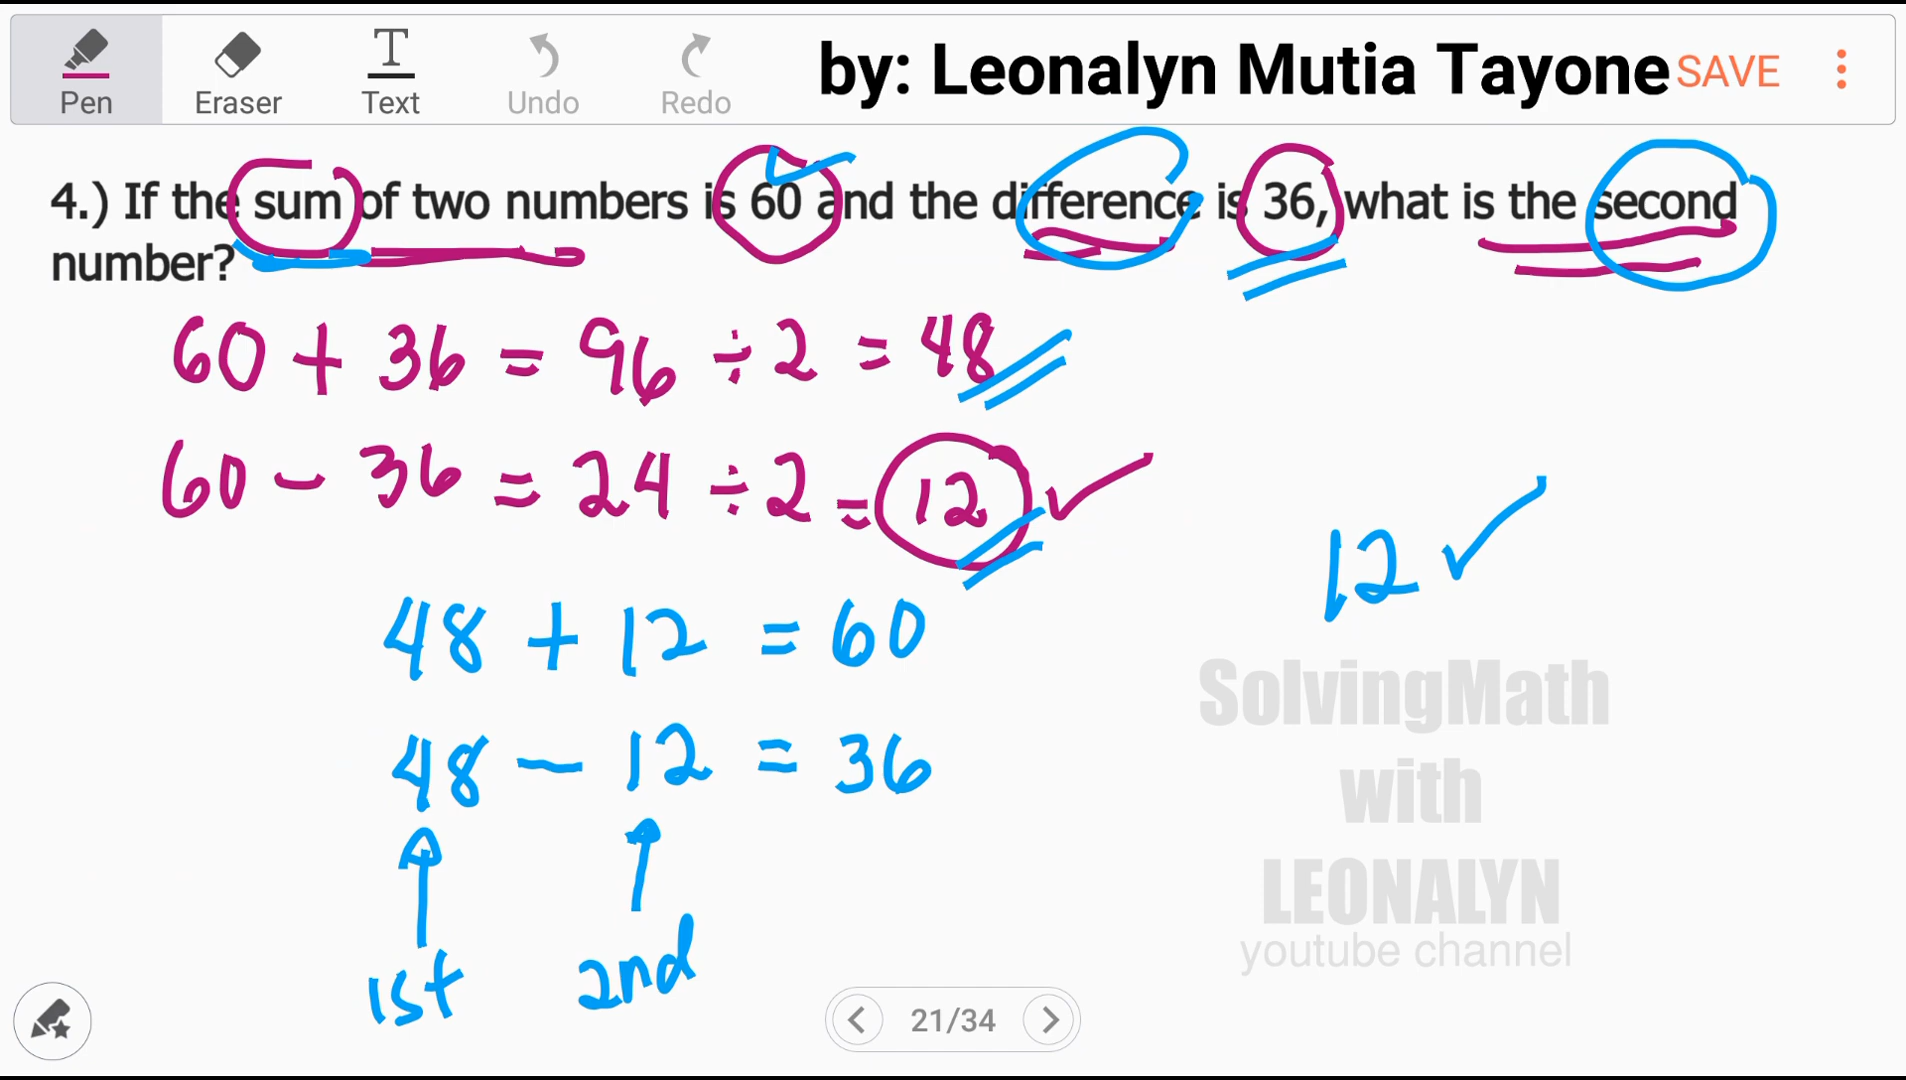 Pen Eraser Text Undo Redo by: Leonalyn Mutia Tayone SAVE
4.) If the sum of two numbers is 60 and the difference is 36, what is the second
number?
60 + 36 = 96 ÷ 2 = 48
60 - 36 = 24 ÷ 2 = 12
12
48 + 12 = 60
48 - 12 = 36
1st 2nd
SolvingMath
with
LEONALYN
youtube channel
21/34